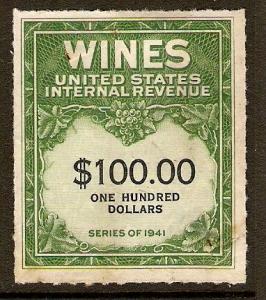 WINES
UNITED STATES
INTERNAL REVENUE
$100.00
ONE HUNDRED
DOLLARS
SERIES OF 1941